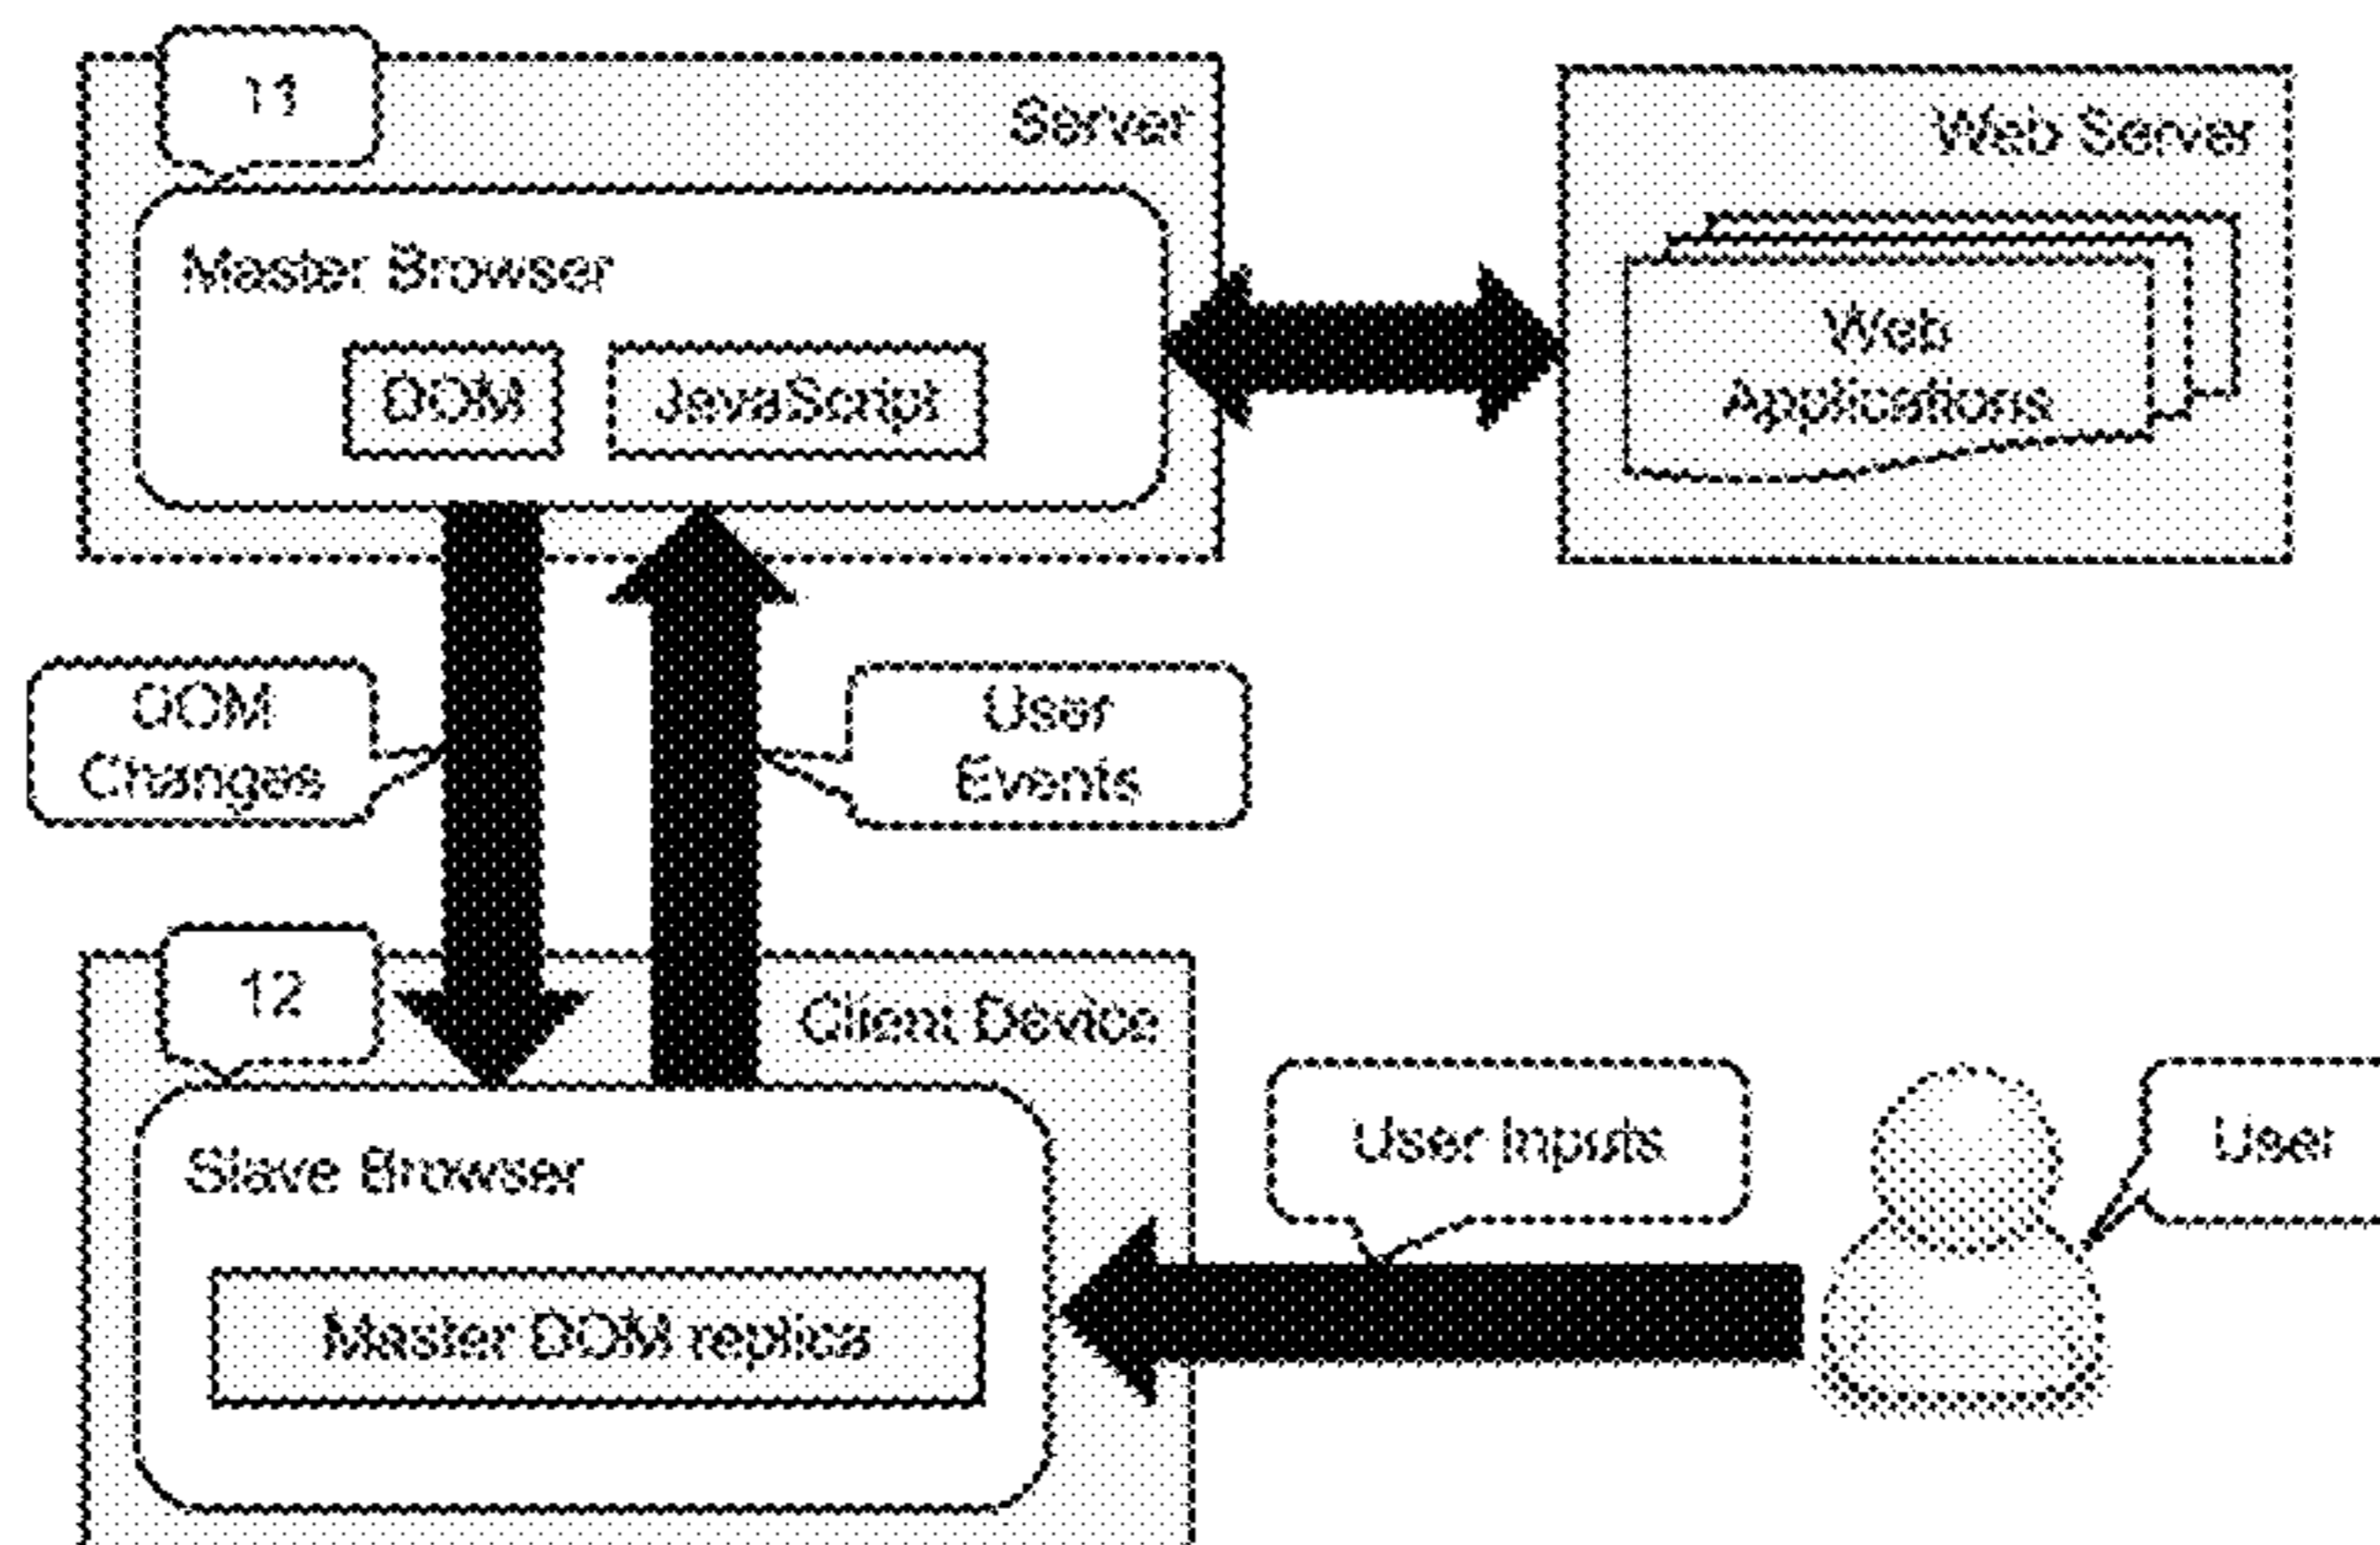 11
Server
Web Server
Master Browser
DOM
JavaScript
Web
Applications
DOM
Changes
User
Events
12
Client Device
Slave Browser
User Inputs
User
Master DOM replica